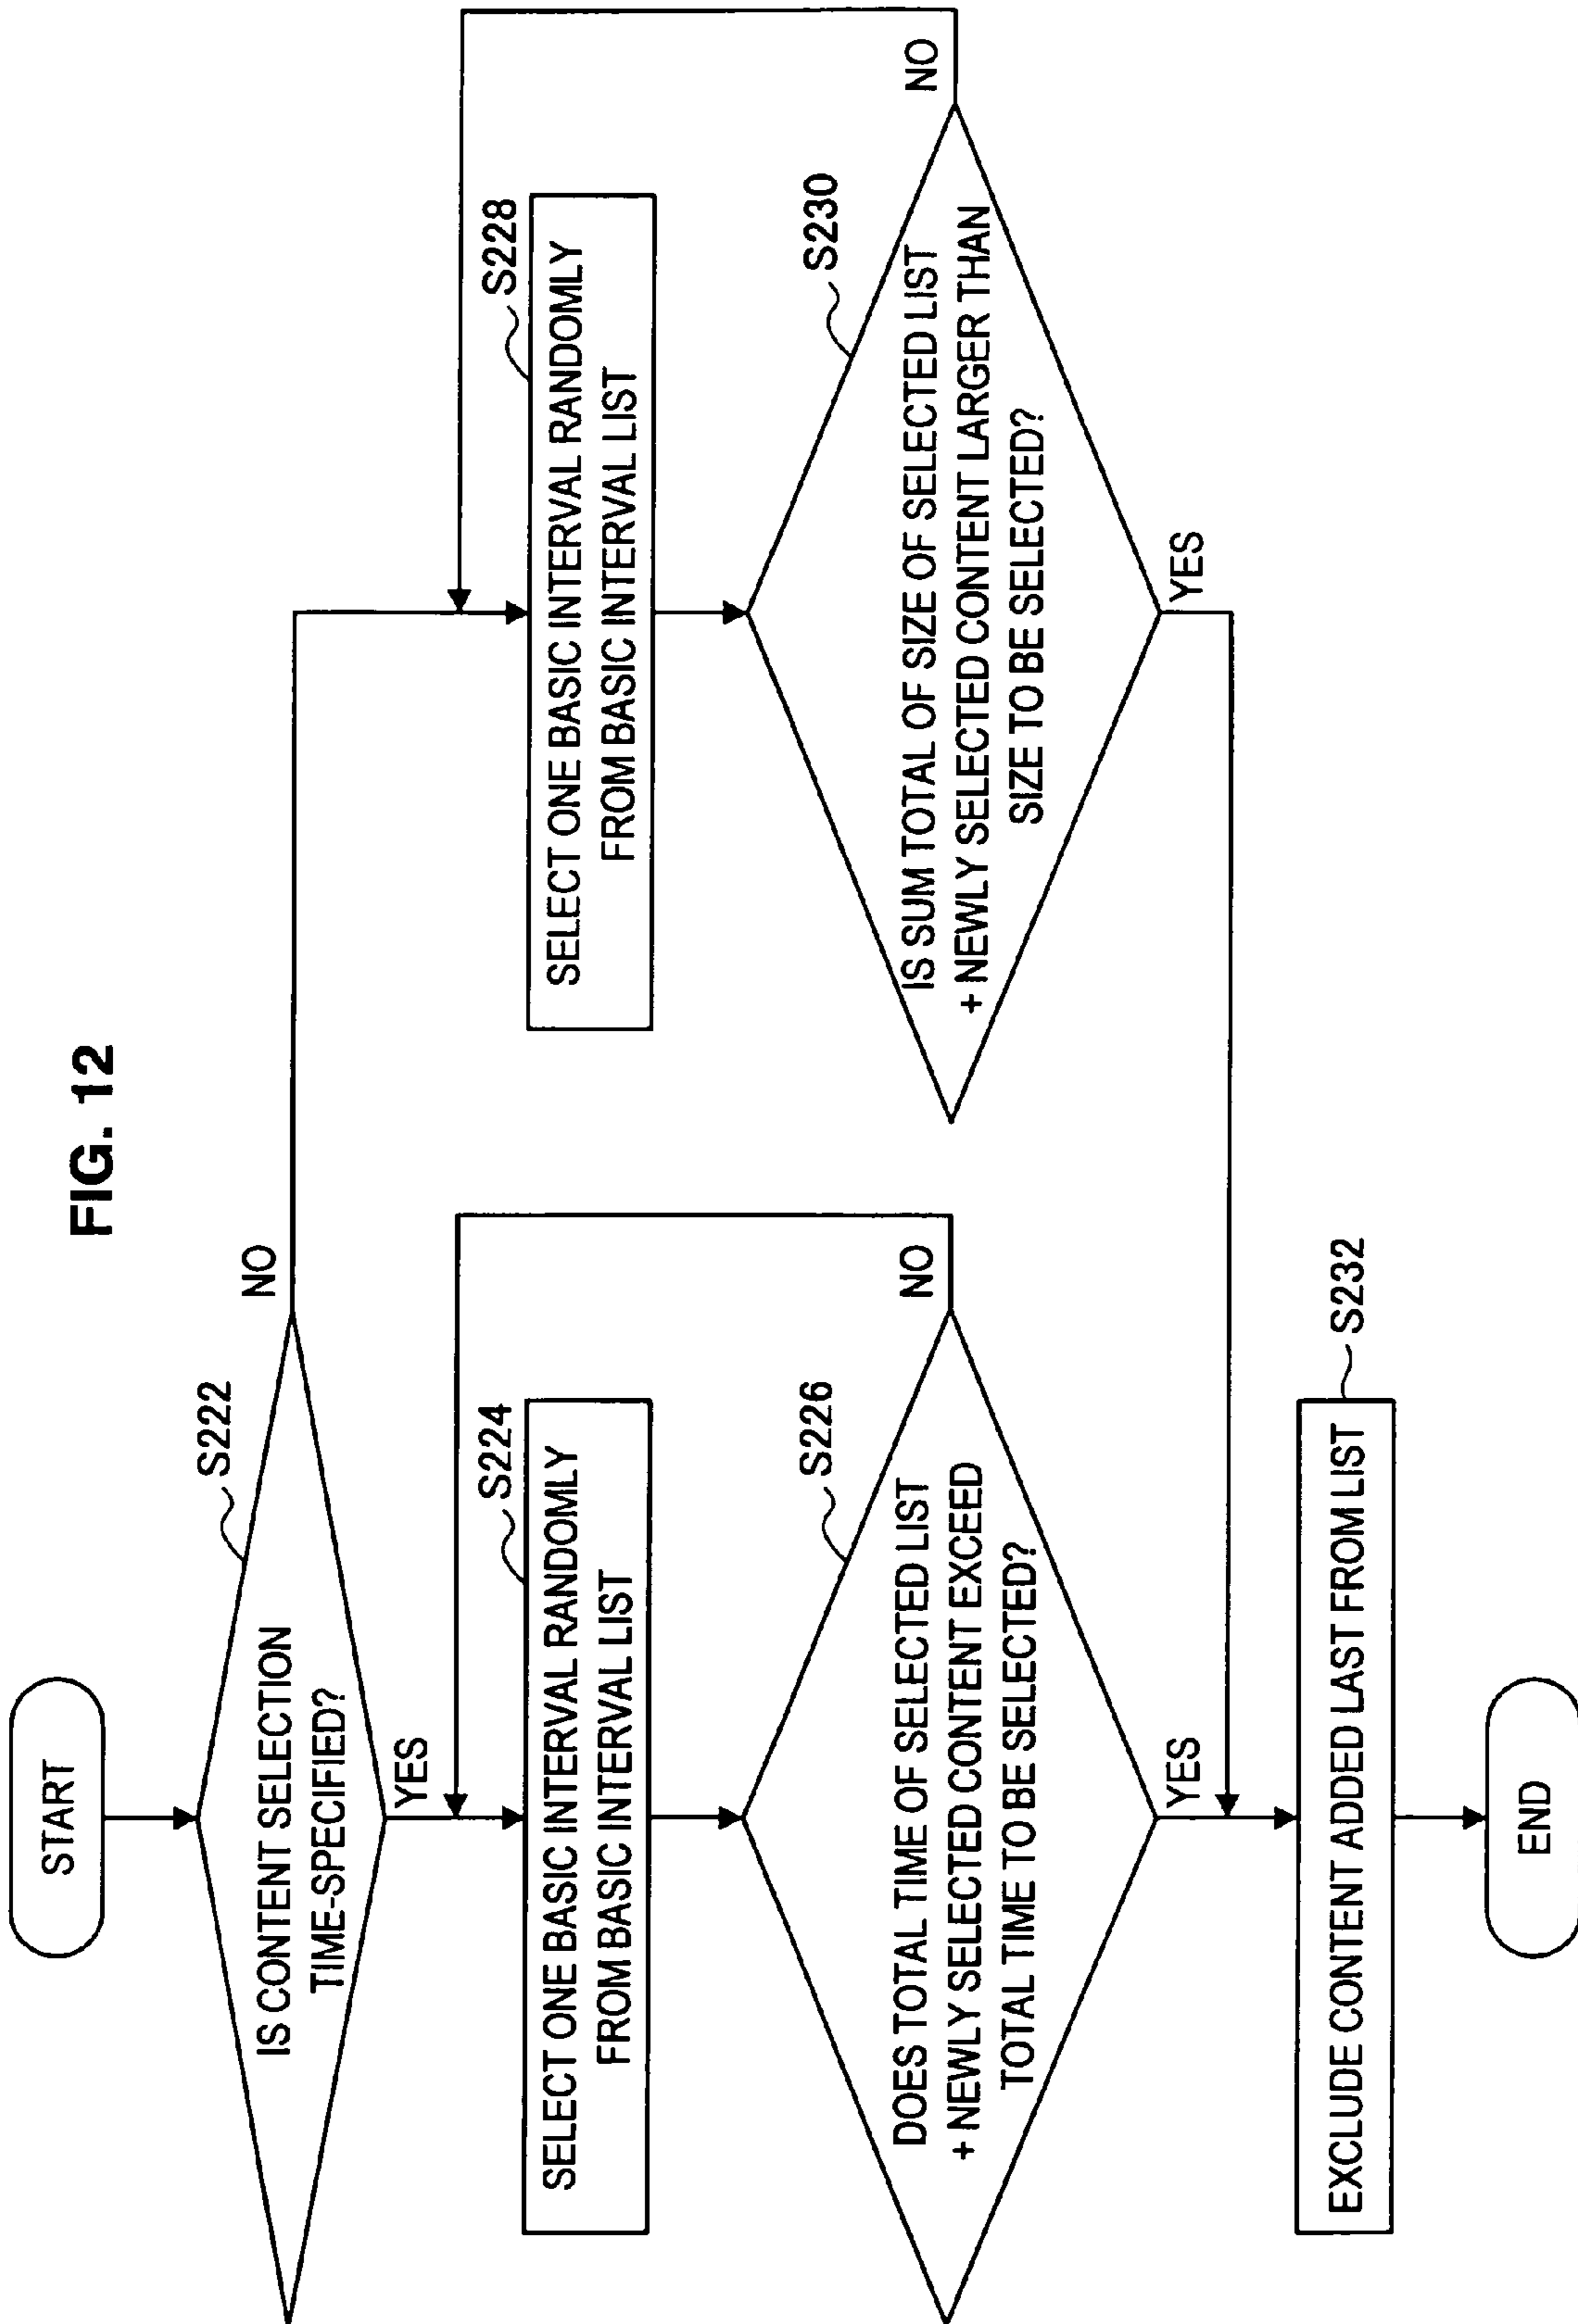 FIG. 12
START
S222
IS CONTENT SELECTION
TIME-SPECIFIED?
NO
YES
S224
SELECT ONE BASIC INTERVAL RANDOMLY
FROM BASIC INTERVAL LIST
S226
DOES TOTAL TIME OF SELECTED LIST
+ NEWLY SELECTED CONTENT EXCEED
TOTAL TIME TO BE SELECTED?
NO
YES
S228
SELECT ONE BASIC INTERVAL RANDOMLY
FROM BASIC INTERVAL LIST
S230
IS SUM TOTAL OF SIZE OF SELECTED LIST
+ NEWLY SELECTED CONTENT LARGER THAN
SIZE TO BE SELECTED?
NO
YES
S232
EXCLUDE CONTENT ADDED LAST FROM LIST
END